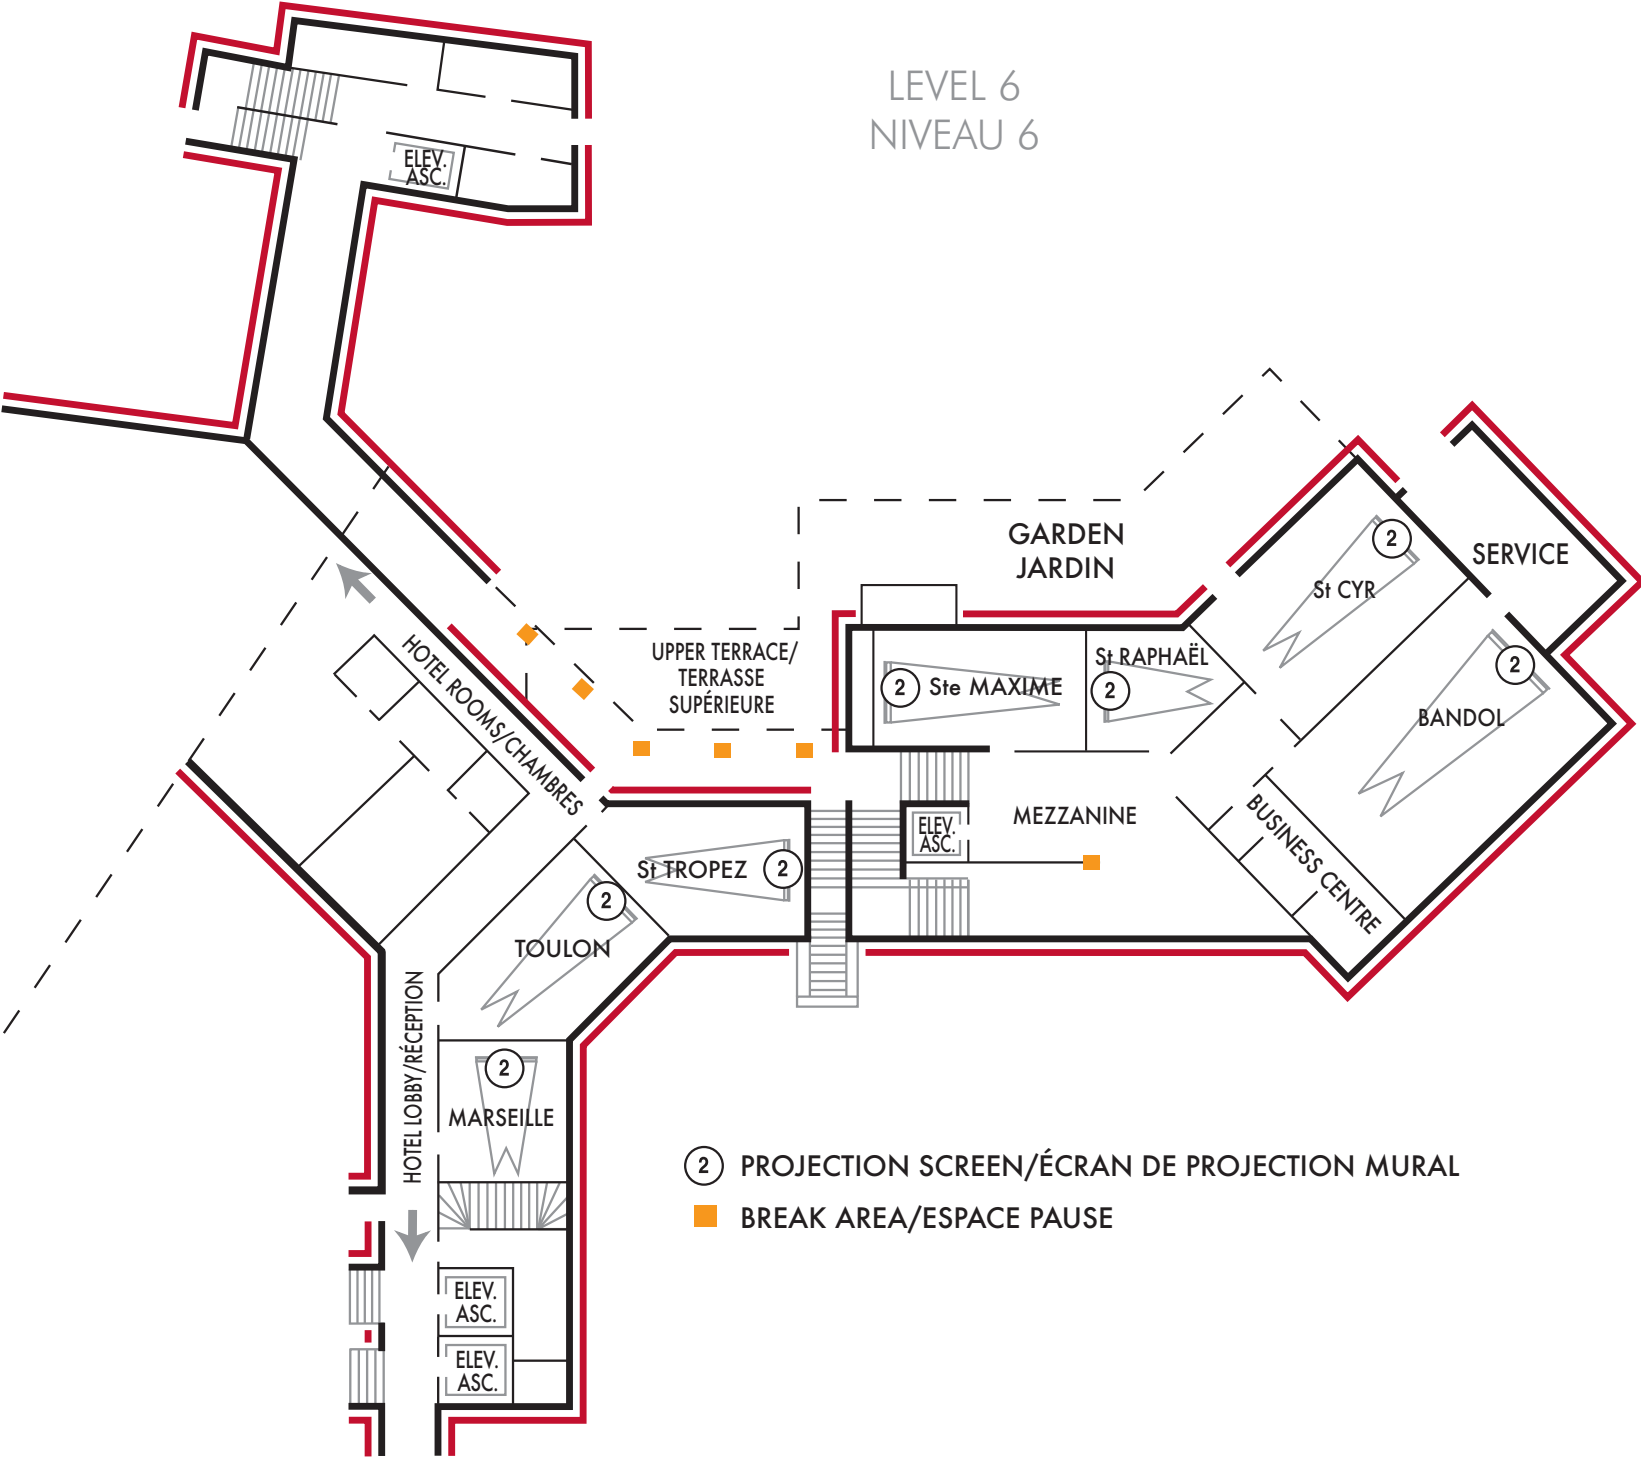 LEVEL 6
NIVEAU 6
ELEV.
ASC.
GARDEN
JARDIN
SERVICE
2
St CYR
HOTEL ROOMS/CHAMBRES
UPPER TERRACE/
TERRASSE
SUPÉRIEURE
2
Ste MAXIME
St RAPHAËL
2
2
BANDOL
MEZZANINE
ELEV.
ASC.
BUSINESS CENTRE
St TROPEZ
2
2
TOULON
HOTEL LOBBY/RÉCEPTION
2
MARSEILLE
2 PROJECTION SCREEN/ÉCRAN DE PROJECTION MURAL
BREAK AREA/ESPACE PAUSE
ELEV.
ASC.
ELEV.
ASC.